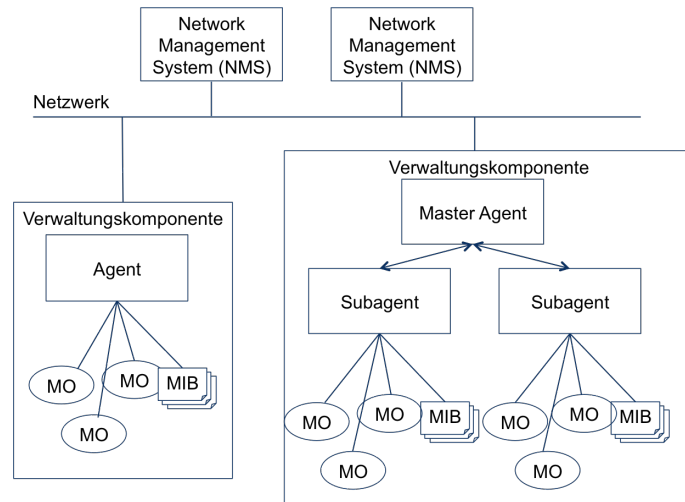 Network
Management
System (NMS)
Network
Management
System (NMS)
Netzwerk
Verwaltungskomponente
Master Agent
Verwaltungskomponente
Agent
Subagent
Subagent
MO
MO
MIB
MO
MO
MO
MIB
MO
MO
MO
MIB
MO